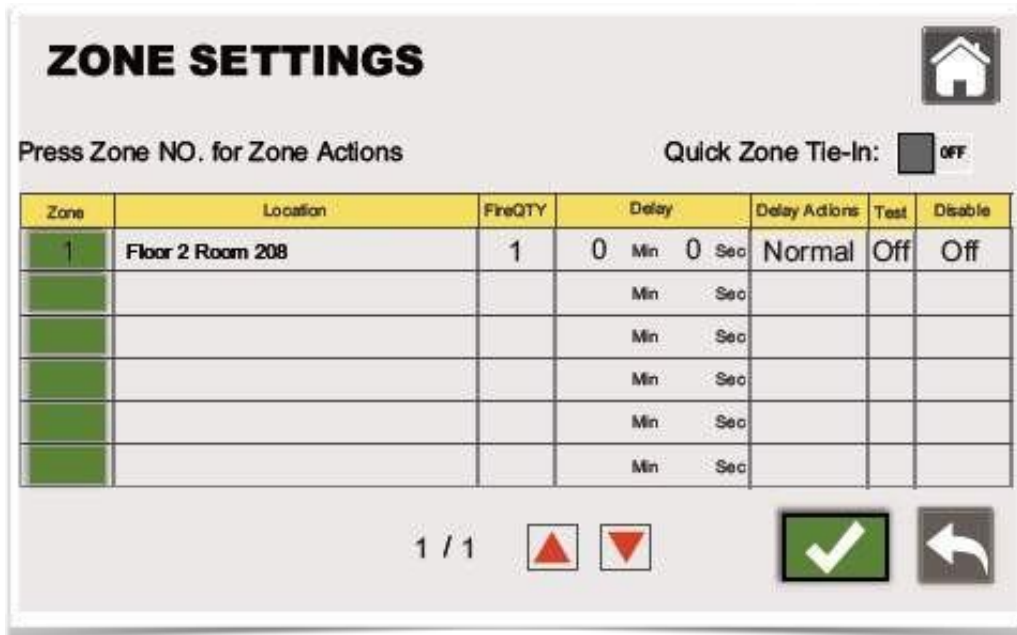 ZONE SETTINGS
Press Zone NO. for Zone Actions Quick Zone Tie-In: OFF
Zone Location FireQTY Delay Delay Actions Test Disable
1 Floor 2 Room 208 1 0 Min 0 Sec Normal Off Off
Min Sec
Min Sec
Min Sec
Min Sec
Min Sec
1 / 1